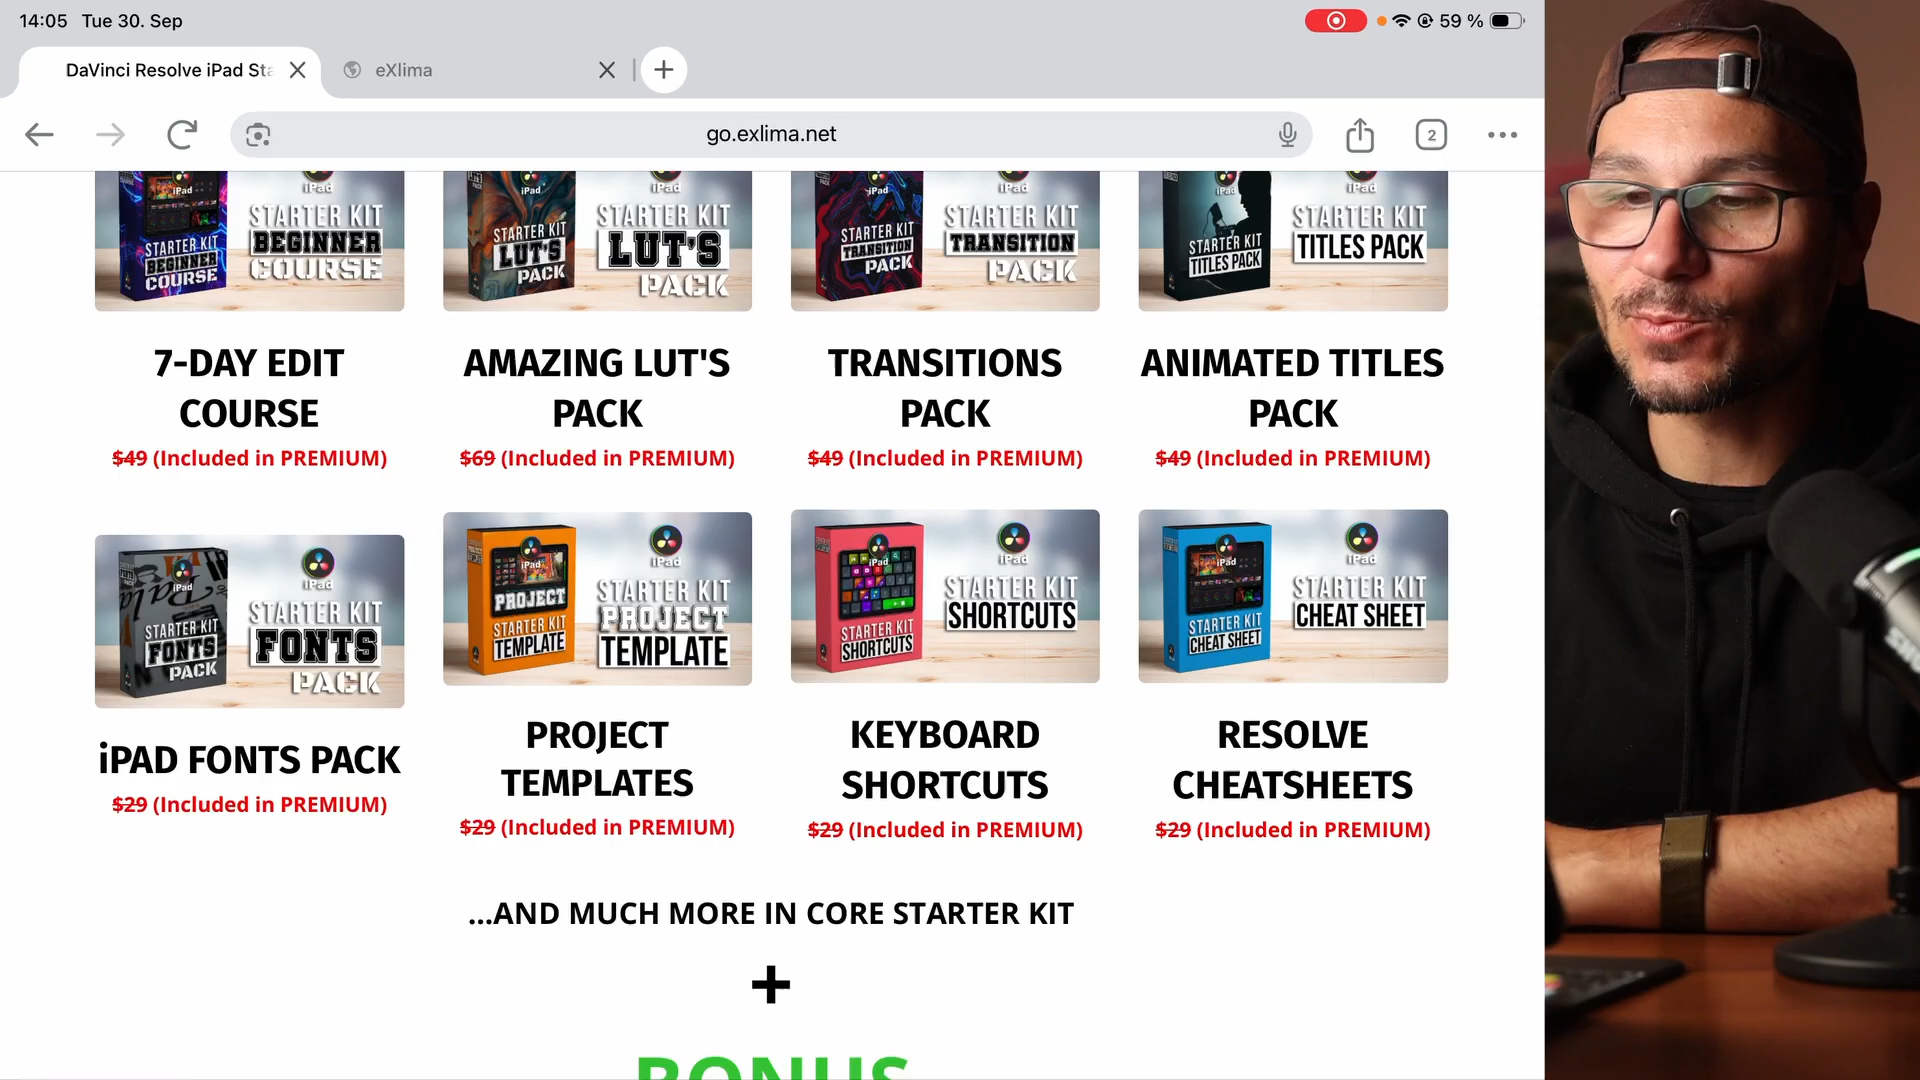 14:05 Tue 30. Sep
59 %
DaVinci Resolve iPad Sta
eXlima
go.exlima.net
2
iPad
STARTER KIT
BEGINNER
COURSE
STARTER KIT
BEGINNER
COURSE
iPad
STARTER KIT
LUT'S
PACK
STARTER KIT
LUT'S
PACK
iPad
STARTER KIT
TRANSITION
PACK
STARTER KIT
TRANSITION
PACK
iPad
STARTER KIT
TITLES PACK
STARTER KIT
TITLES PACK
7-DAY EDIT
COURSE
$49 (Included in PREMIUM)
AMAZING LUT'S
PACK
$69 (Included in PREMIUM)
TRANSITIONS
PACK
$49 (Included in PREMIUM)
ANIMATED TITLES
PACK
$49 (Included in PREMIUM)
iPad
STARTER KIT
FONTS
PACK
iPad
STARTER KIT
FONTS
PACK
iPad
PROJECT
STARTER KIT
TEMPLATE
iPad
STARTER KIT
PROJECT
TEMPLATE
iPad
STARTER KIT
SHORTCUTS
iPad
STARTER KIT
SHORTCUTS
iPad
STARTER KIT
CHEAT SHEET
iPad
STARTER KIT
CHEAT SHEET
iPAD FONTS PACK
$29 (Included in PREMIUM)
PROJECT
TEMPLATES
$29 (Included in PREMIUM)
KEYBOARD
SHORTCUTS
$29 (Included in PREMIUM)
RESOLVE
CHEATSHEETS
$29 (Included in PREMIUM)
...AND MUCH MORE IN CORE STARTER KIT
+
BONUS